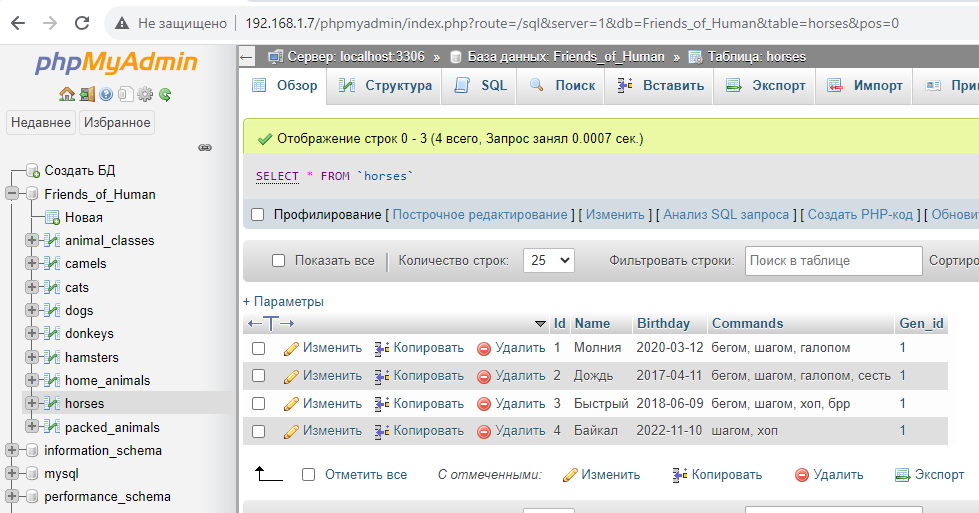 Не защищено 192.168.1.7/phpmyadmin/index.php?route=/sql&server=1&db=Friends_of_Human&table=horses&pos=0
phpMyAdmin
Недавнее Избранное
Создать БД
Friends_of_Human
Новая
animal_classes
camels
cats
dogs
donkeys
hamsters
home_animals
horses
packed_animals
information_schema
mysql
performance_schema
Сервер: localhost:3306 » База данных: Friends_of_Human » Таблица: horses
Обзор Структура SQL Поиск Вставить Экспорт Импорт При
Отображение строк 0 - 3 (4 всего, Запрос занял 0.0007 сек.)
SELECT * FROM `horses`
Профилирование [ Построчное редактирование ] [ Изменить ] [ Анализ SQL запроса ] [ Создать PHP-код ] [ Обновит
Показать все Количество строк: 25 Фильтровать строки: Поиск в таблице Сортиро
+ Параметры
←T→ Id Name Birthday Commands Gen_id
Изменить Копировать Удалить 1 Молния 2020-03-12 бегом, шагом, галопом 1
Изменить Копировать Удалить 2 Дождь 2017-04-11 бегом, шагом, галопом, сесть 1
Изменить Копировать Удалить 3 Быстрый 2018-06-09 бегом, шагом, хоп, брр 1
Изменить Копировать Удалить 4 Байкал 2022-11-10 шагом, хоп 1
Отметить все С отмеченными: Изменить Копировать Удалить Экспорт